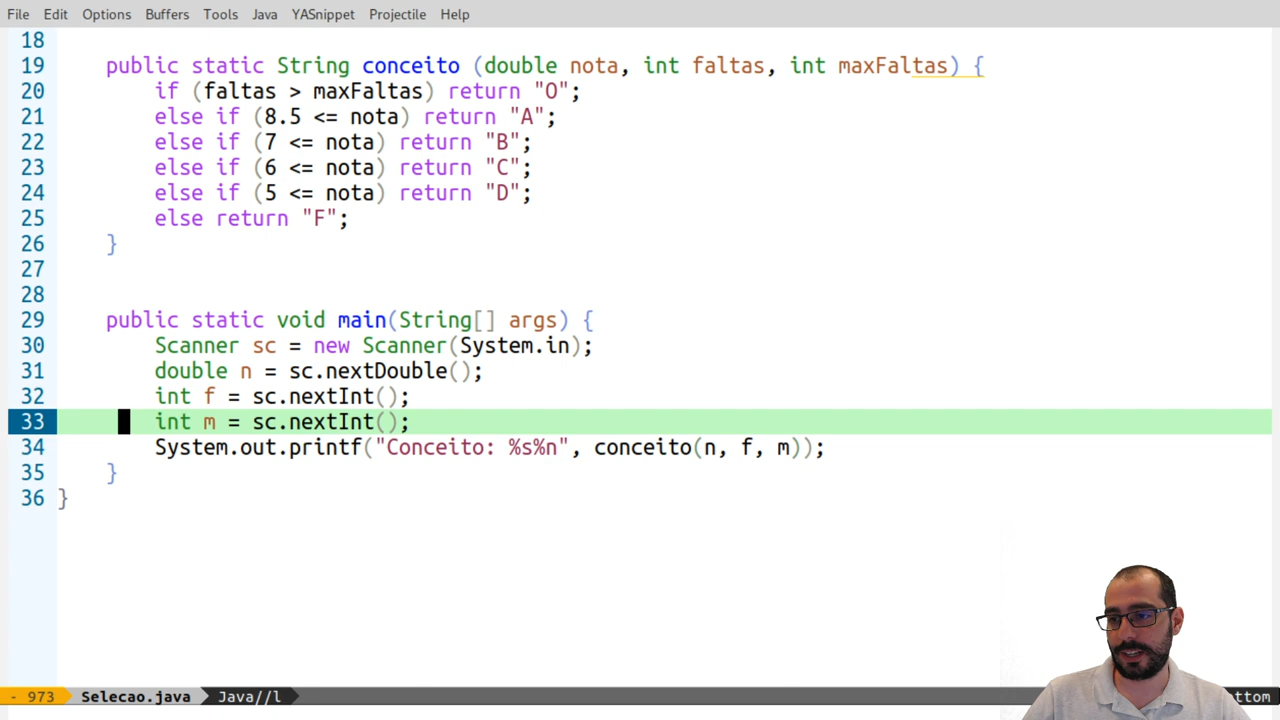 File Edit Options Buffers Tools Java YASnippet Projectile Help
18
19 public static String conceito (double nota, int faltas, int maxFaltas) {
20 if (faltas > maxFaltas) return "O";
21 else if (8.5 <= nota) return "A";
22 else if (7 <= nota) return "B";
23 else if (6 <= nota) return "C";
24 else if (5 <= nota) return "D";
25 else return "F";
26 }
27
28
29 public static void main(String[] args) {
30 Scanner sc = new Scanner(System.in);
31 double n = sc.nextDouble();
32 int f = sc.nextInt();
33 int m = sc.nextInt();
34 System.out.printf("Conceito: %s%n", conceito(n, f, m));
35 }
36 }
- 973 Selecao.java Java//l ttom